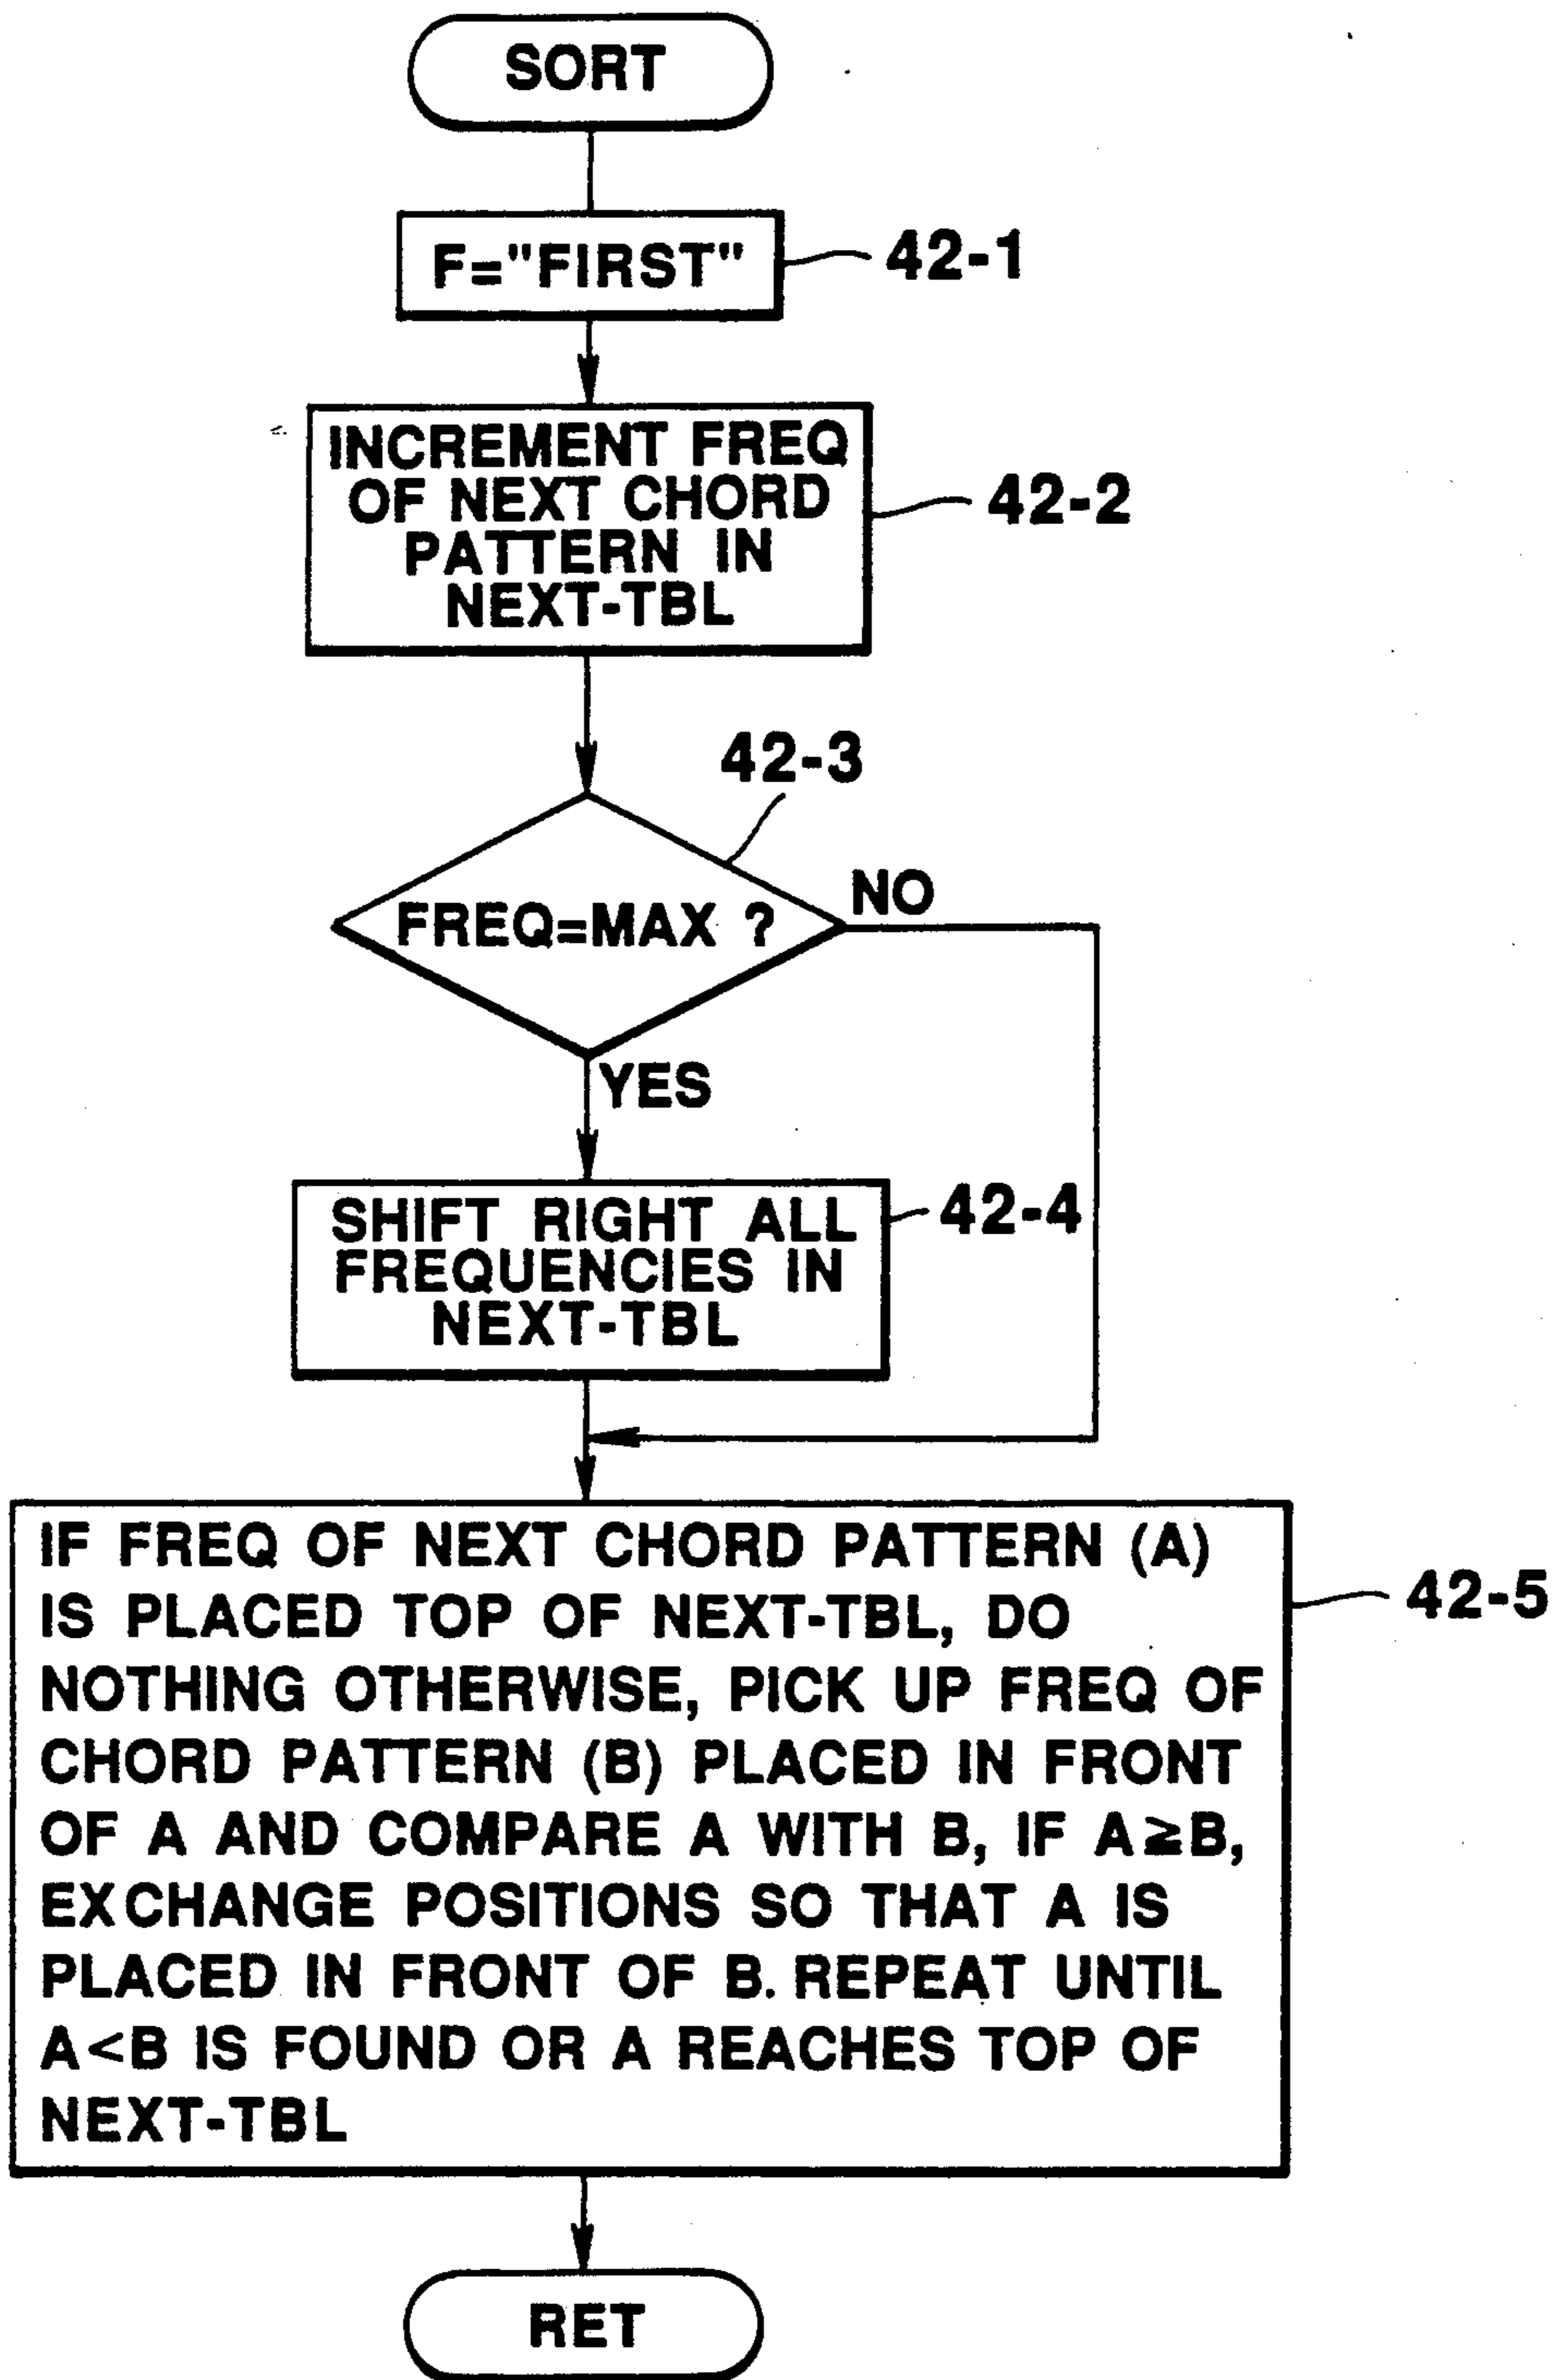 SORT
F="FIRST"
42-1
INCREMENT FREQ
OF NEXT CHORD
PATTERN IN
NEXT-TBL
42-2
42-3
FREQ=MAX ?
NO
YES
SHIFT RIGHT ALL
FREQUENCIES IN
NEXT-TBL
42-4
IF FREQ OF NEXT CHORD PATTERN (A)
IS PLACED TOP OF NEXT-TBL, DO
NOTHING OTHERWISE, PICK UP FREQ OF
CHORD PATTERN (B) PLACED IN FRONT
OF A AND COMPARE A WITH B, IF A≥B,
EXCHANGE POSITIONS SO THAT A IS
PLACED IN FRONT OF B. REPEAT UNTIL
A<B IS FOUND OR A REACHES TOP OF
NEXT-TBL
42-5
RET